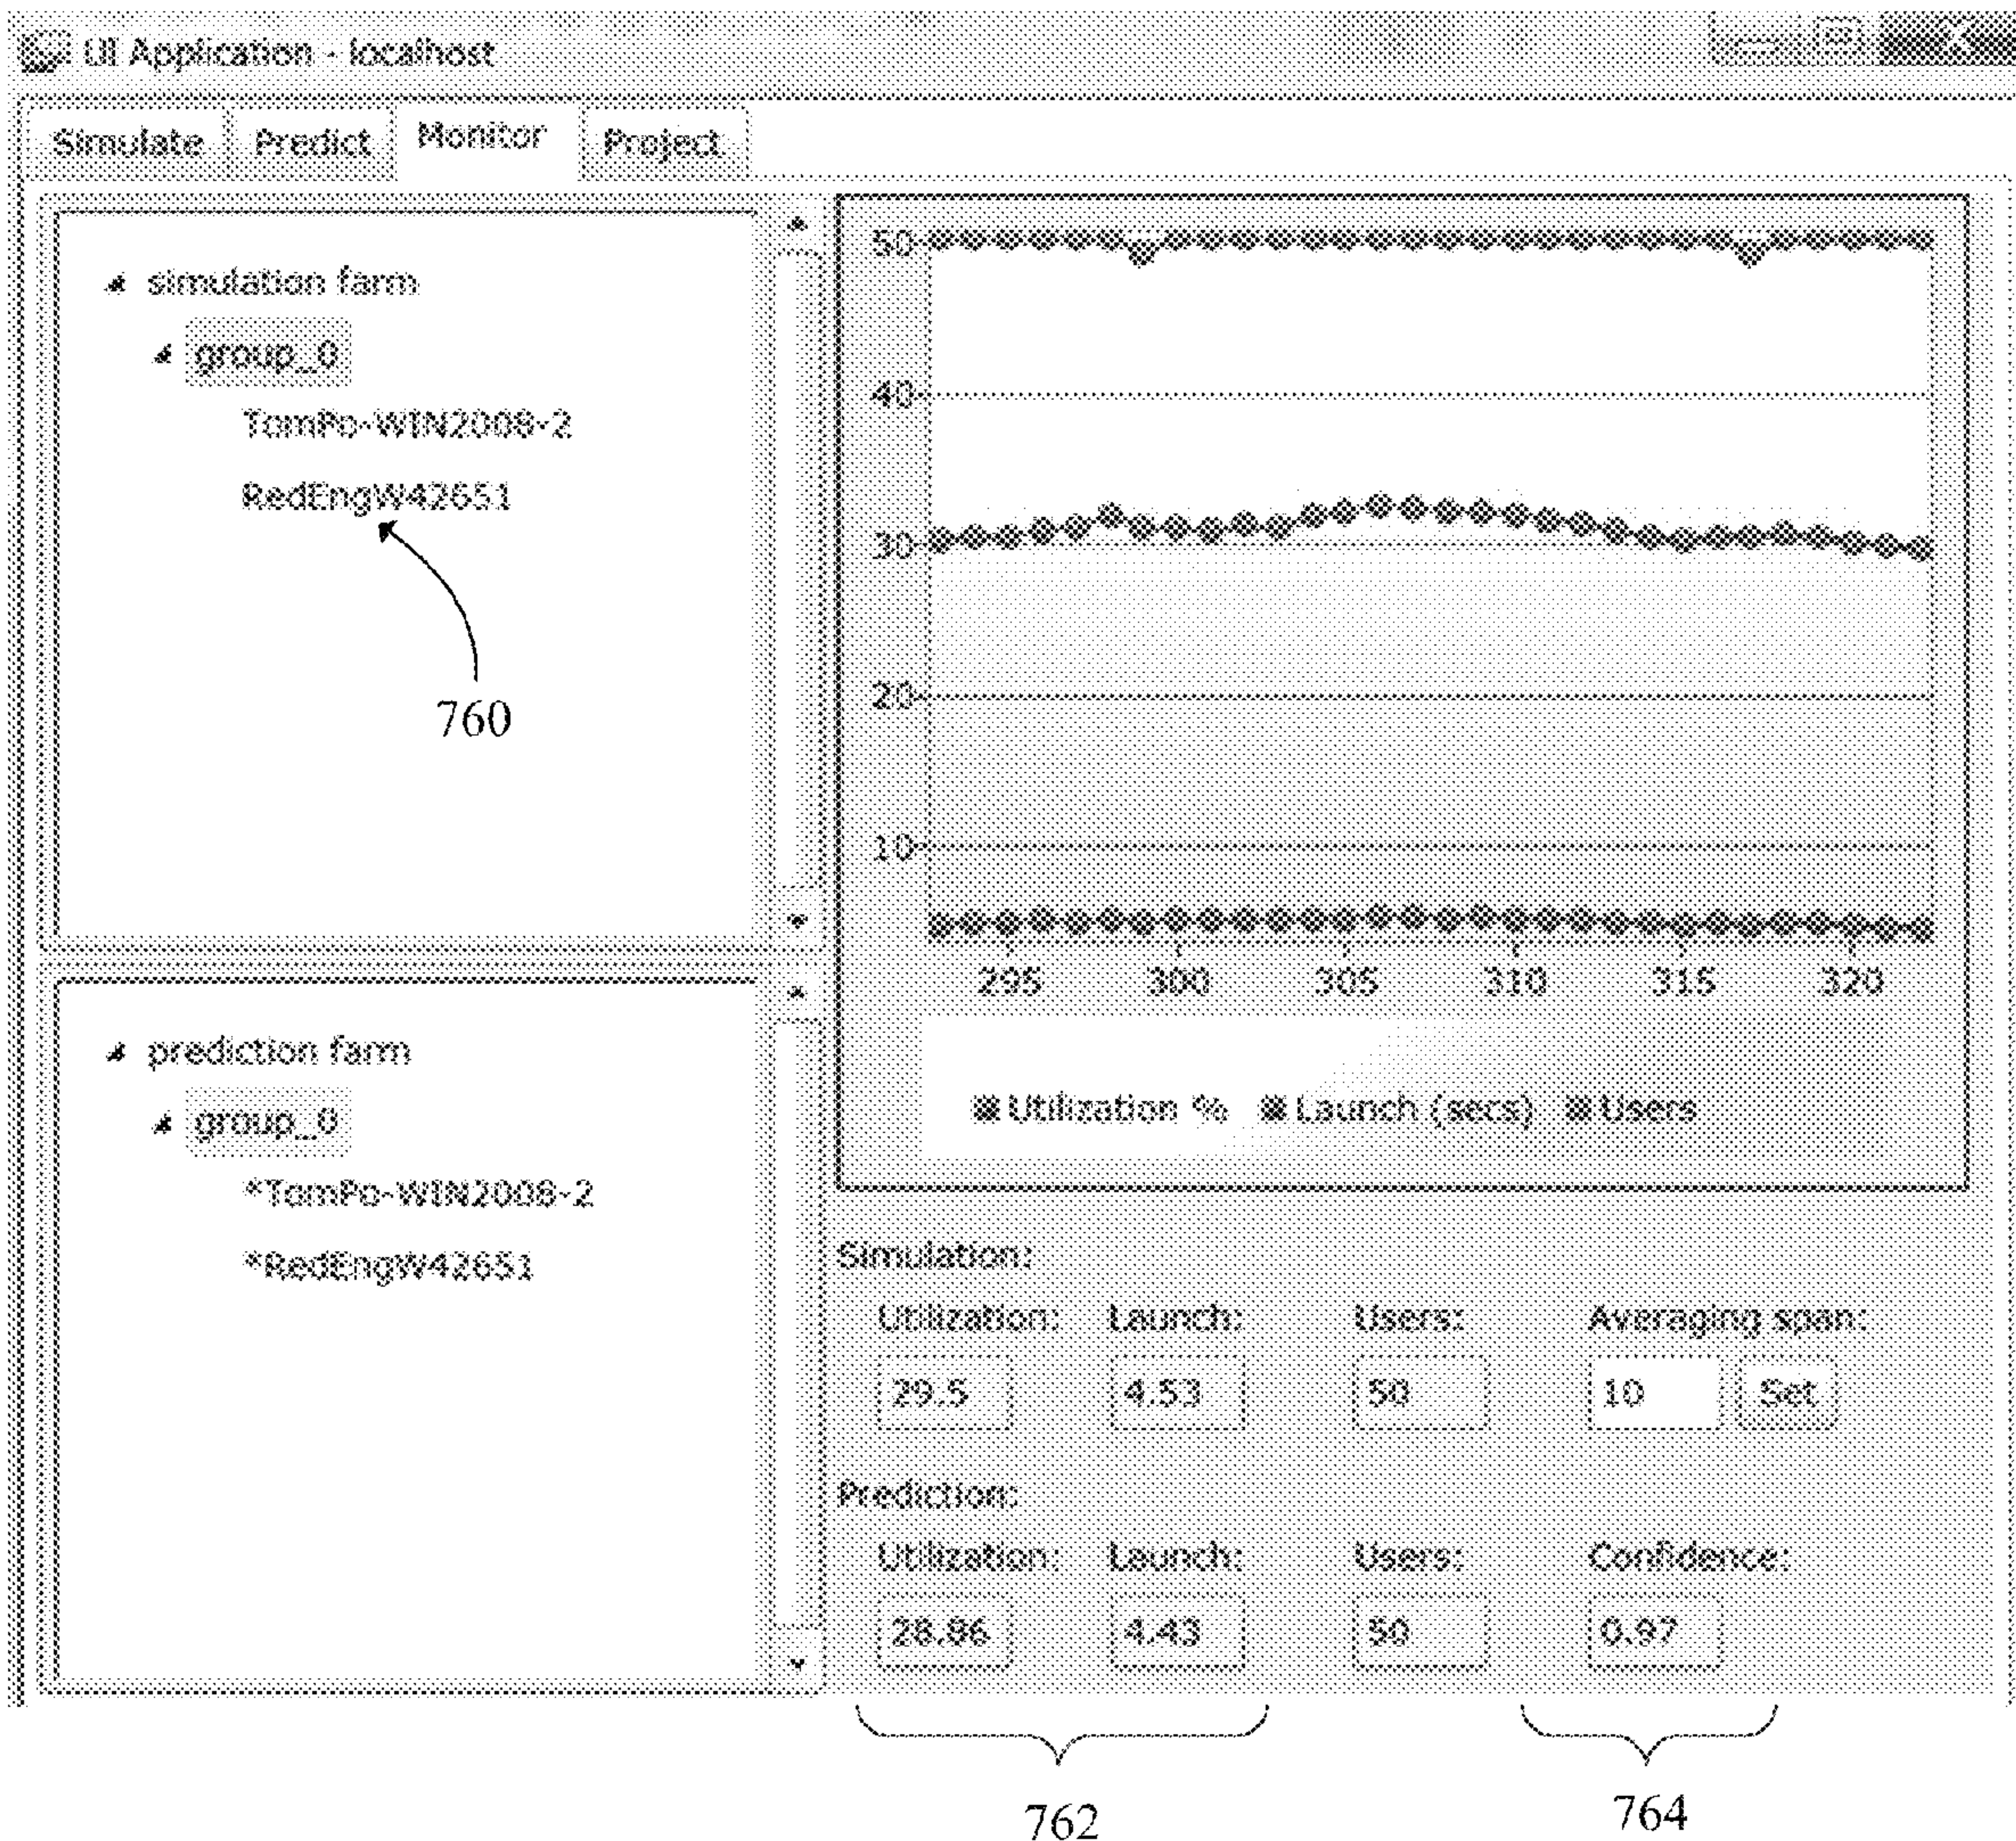 UI Application - localhost
Simulate Predict Monitor Project
simulation farm
group_0
TomPo-WIN2008-2
RedEngW42651
760
prediction farm
group_0
*TomPo-WIN2008-2
*RedEngW42651
50
40
30
20
10
295 300 305 310 315 320
Utilization % Launch (secs) Users
Simulation:
Utilization: Launch: Users: Averaging span:
29.5 4.53 50 10 Set
Prediction:
Utilization: Launch: Users: Confidence:
28.86 4.43 50 0.97
762 764